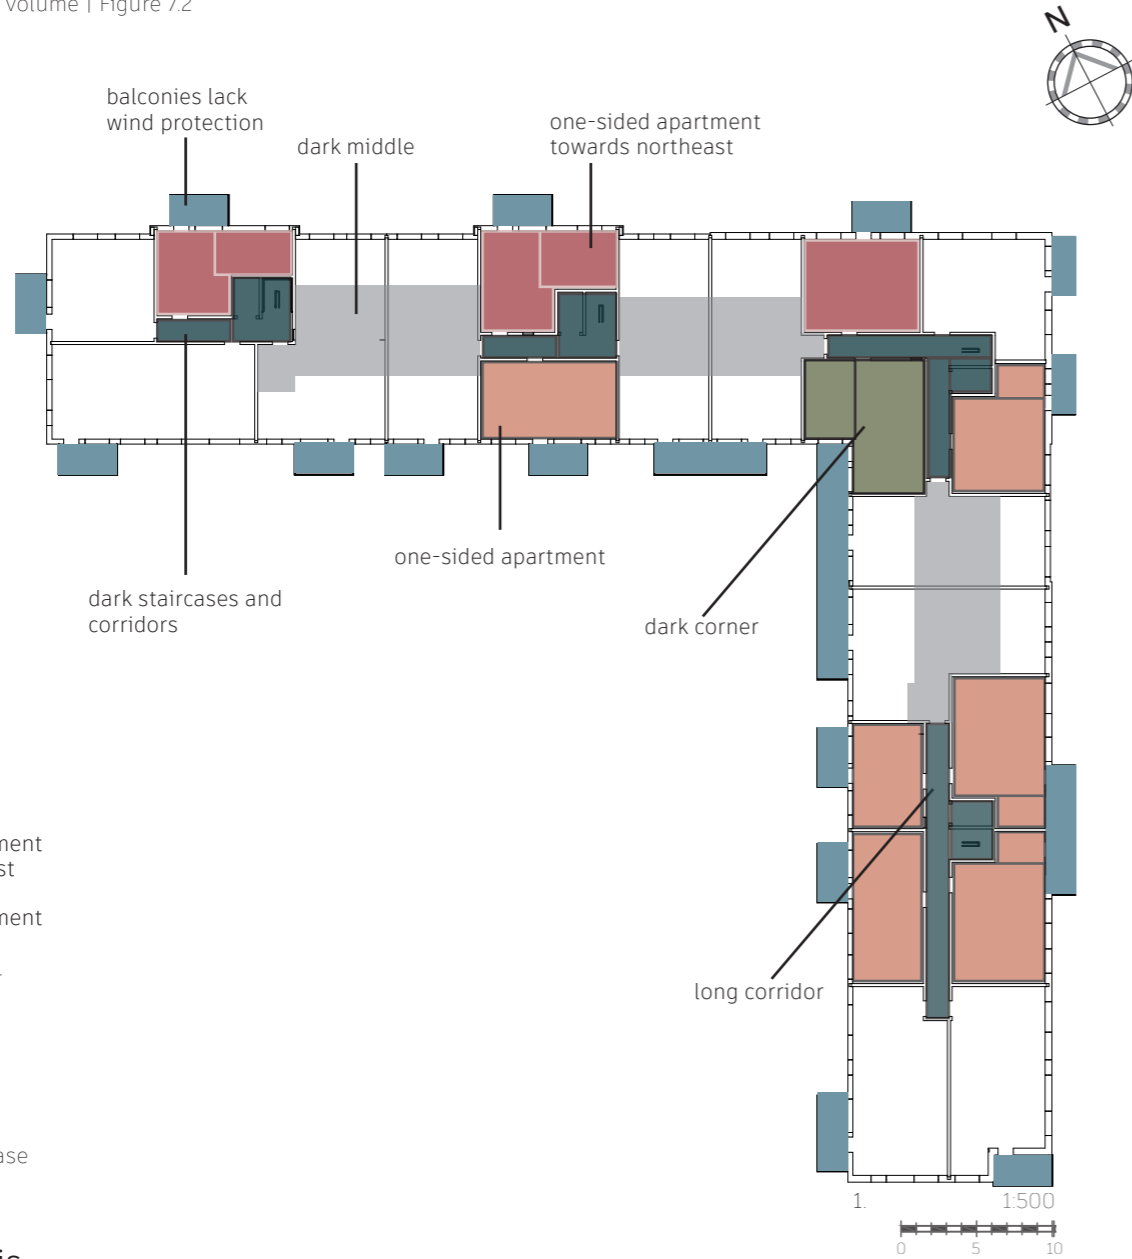 volume | Figure 7.2
N
balconies lack
wind protection
dark middle
one-sided apartment
towards northeast
one-sided apartment
dark staircases and
corridors
dark corner
long corridor
1. 1:500
0 5 10